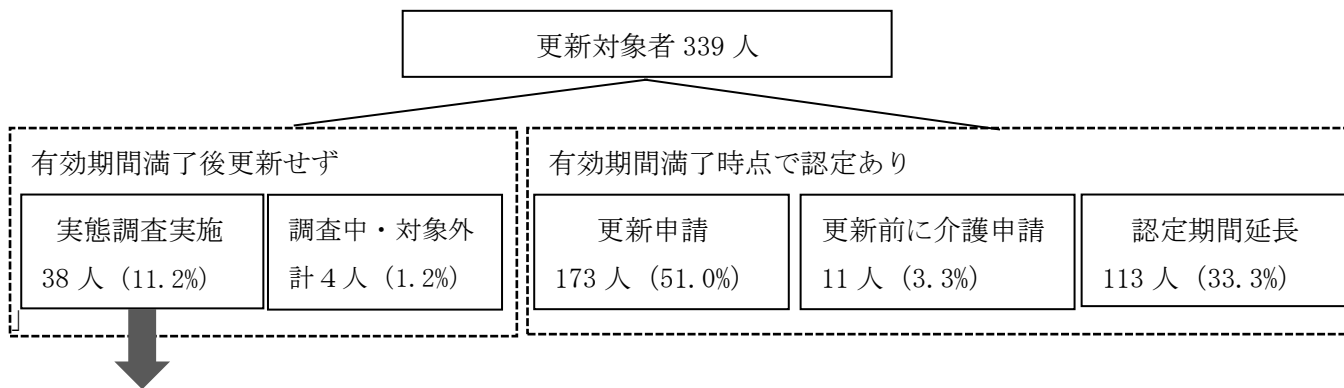 更新対象者 339 人
有効期間満了後更新せず
実態調査実施
38 人（11.2%）
調査中・対象外
計４人（1.2%）
有効期間満了時点で認定あり
更新申請
173 人（51.0%）
更新前に介護申請
11 人（3.3%）
認定期間延長
113 人（33.3%）